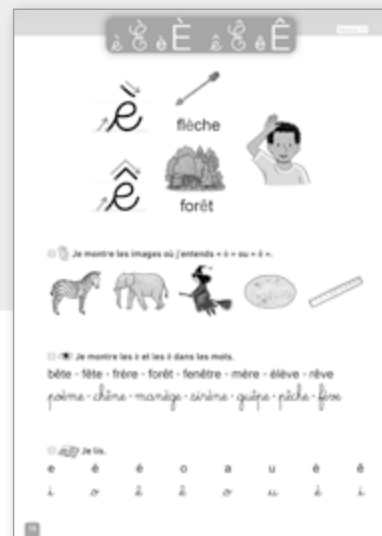 è È è È ê Ê ê Ê
è
flèche
ê
forêt
Je montre les images où j'entends « è » ou « ê ».
Je montre les è et les ê dans les mots.
bête - fête - frère - forêt - fenêtre - mère - élève - rêve
poème - chêne - manège - sirène - guêpe - pêche - fève
Je lis.
e ë é o a u è ê